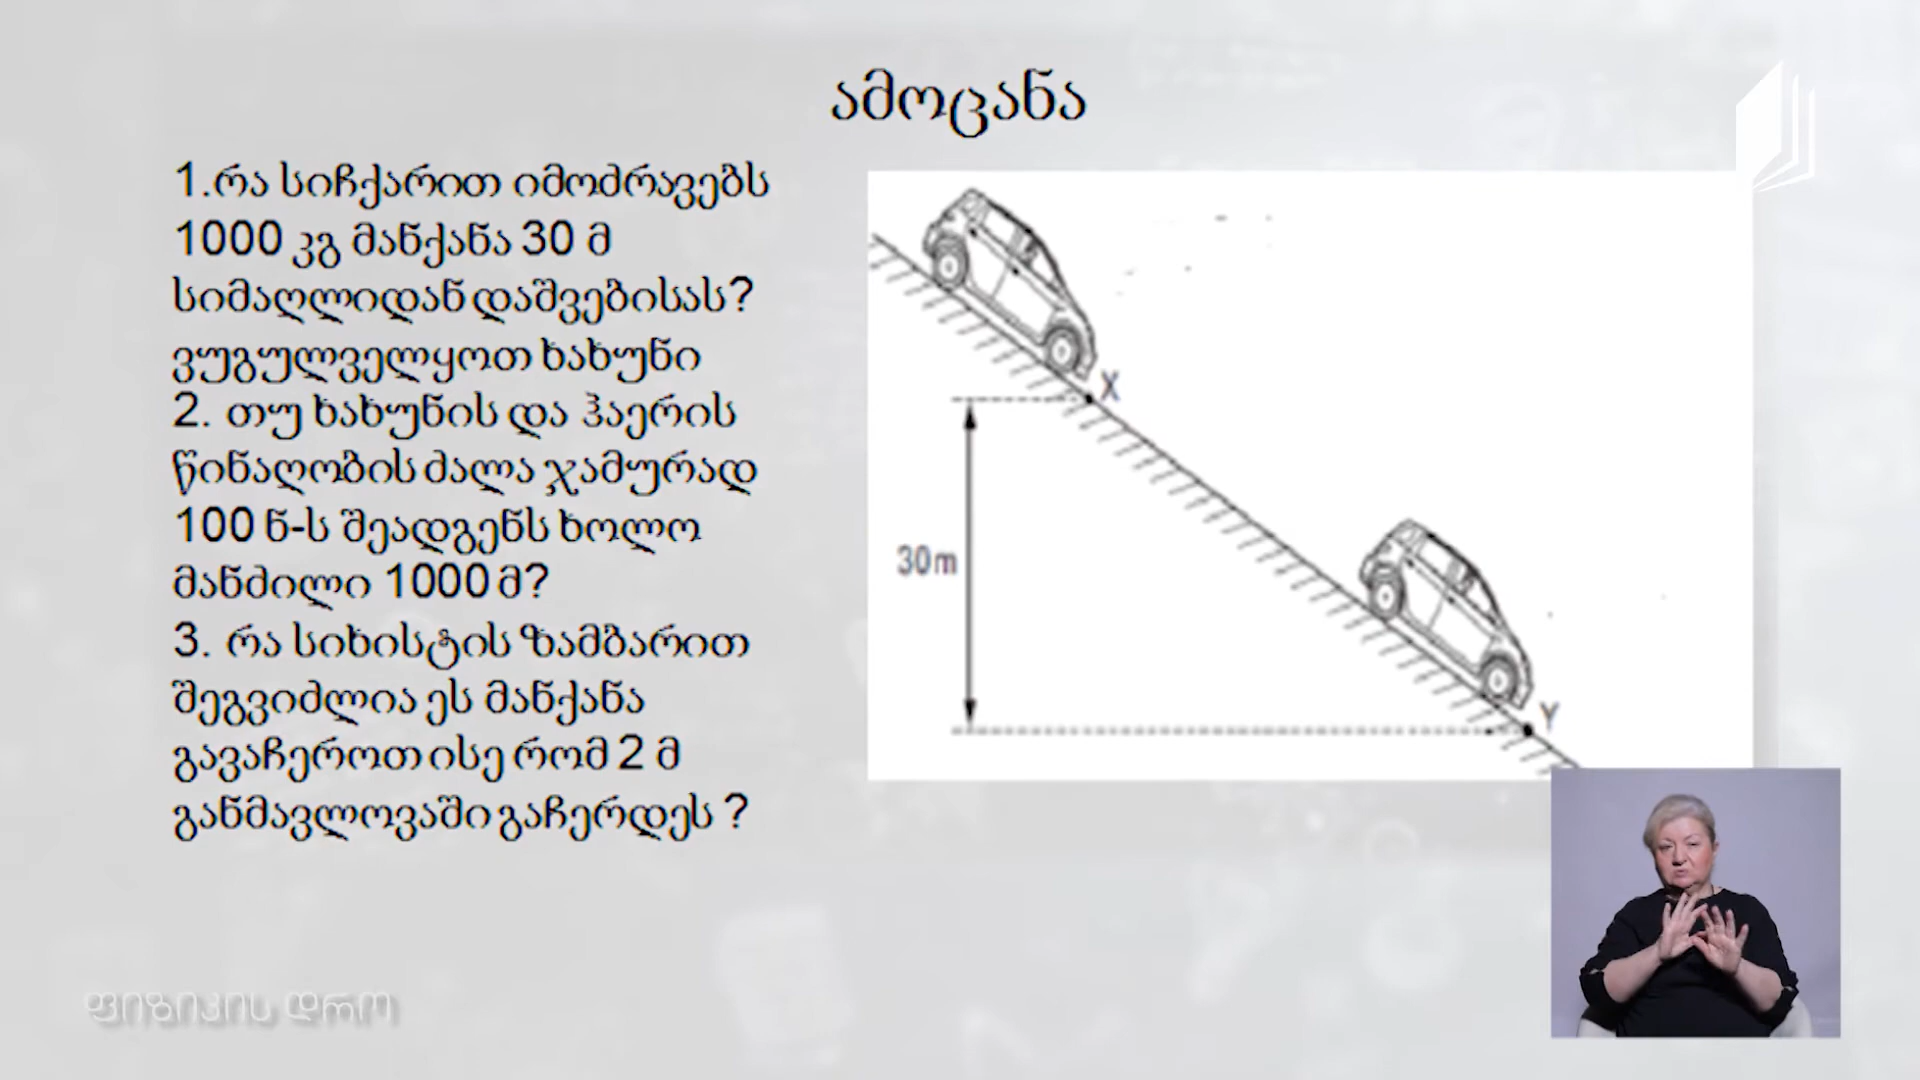 ამოცანა
1.რა სიჩქარით იმოძრავებს
1000 კგ მანქანა 30 მ
სიმაღლიდან დაშვებისას?
ვუგულველყოთ ხახუნი
2. თუ ხახუნის და ჰაერის
წინაღობის ძალა ჯამურად
100 ნ-ს შეადგენს ხოლო
მანძილი 1000 მ?
3. რა სიხისტის ზამბარით
შეგვიძლია ეს მანქანა
გავაჩეროთ ისე რომ 2 მ
განმავლოვაში გაჩერდეს ?
X
30m
Y
ფიზიკის დრო